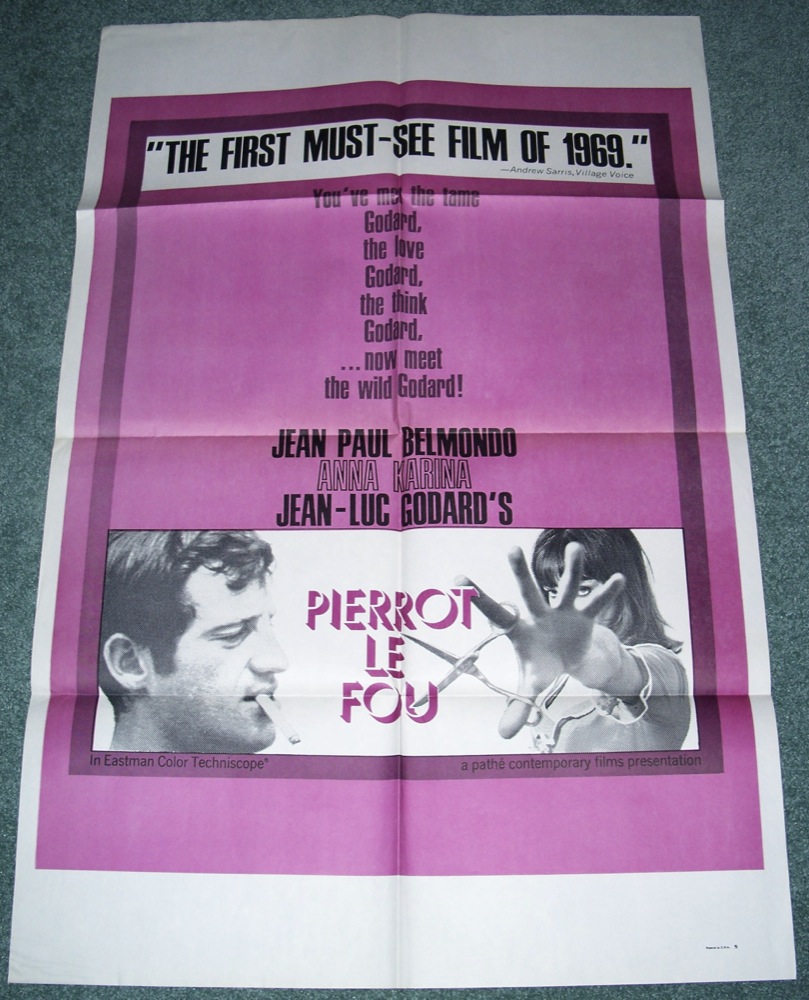 "THE FIRST MUST-SEE FILM OF 1969."
—Andrew Sarris, Village Voice
You've met the tame
Godard,
the love
Godard,
the think
Godard,
...now meet
the wild Godard!
JEAN PAUL BELMONDO
ANNA KARINA
JEAN-LUC GODARD'S
PIERROT
LE
FOU
In Eastman Color Techniscope®
a pathé contemporary films presentation